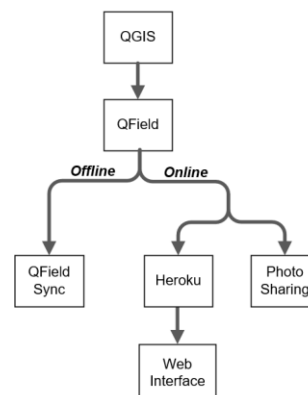 QGIS
QField
Offline
Online
QField
Sync
Heroku
Photo
Sharing
Web
Interface